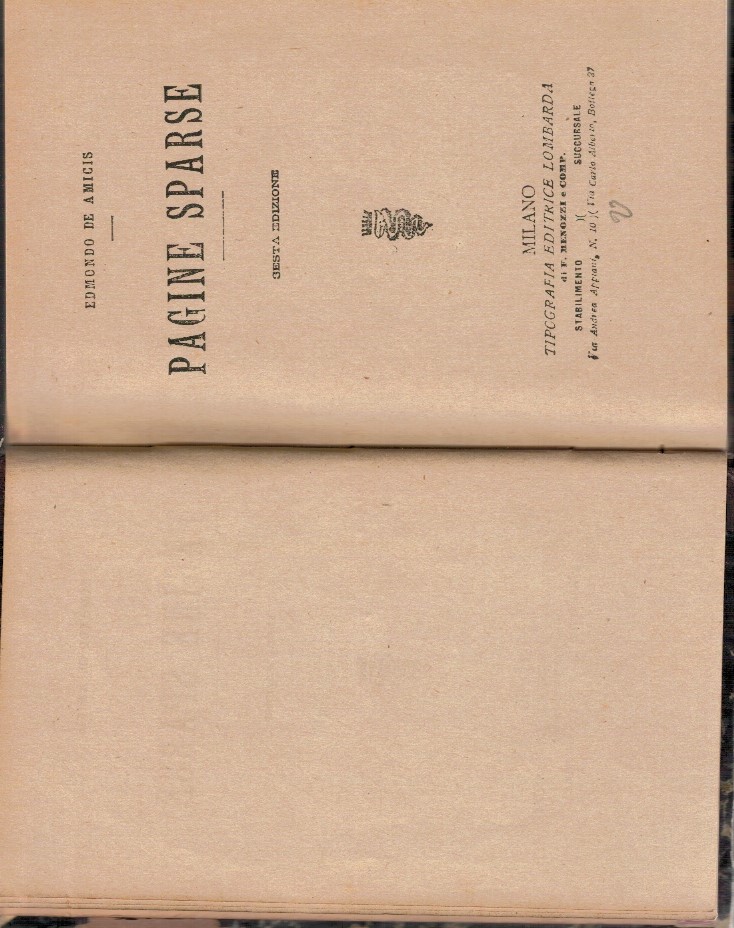 EDMONDO DE AMICIS
PAGINE SPARSE
SESTA EDIZIONE
MILANO
TIPOGRAFIA EDITRICE LOMBARDA
di F. MENOZZI e COMP.
STABILIMENTO )( SUCCURSALE
Via Andrea Appiani, N. 10 )( Via Carlo Alberto, Bottega 27